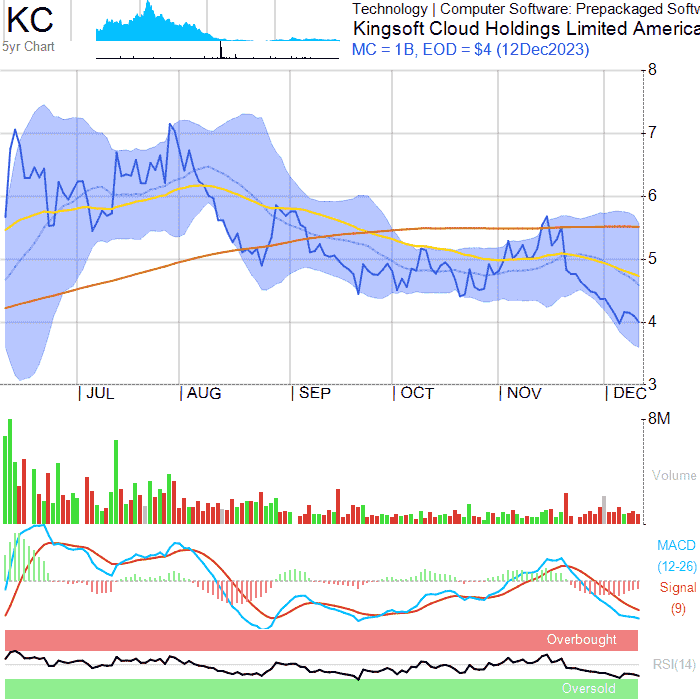 KC
5yr Chart
Technology | Computer Software: Prepackaged Softw
Kingsoft Cloud Holdings Limited America
MC = 1B, EOD = $4 (12Dec2023)
8
7
6
5
4
3
JUL AUG SEP OCT NOV DEC
8M
Volume
MACD
(12-26)
Signal
(9)
Overbought
RSI(14)
Oversold